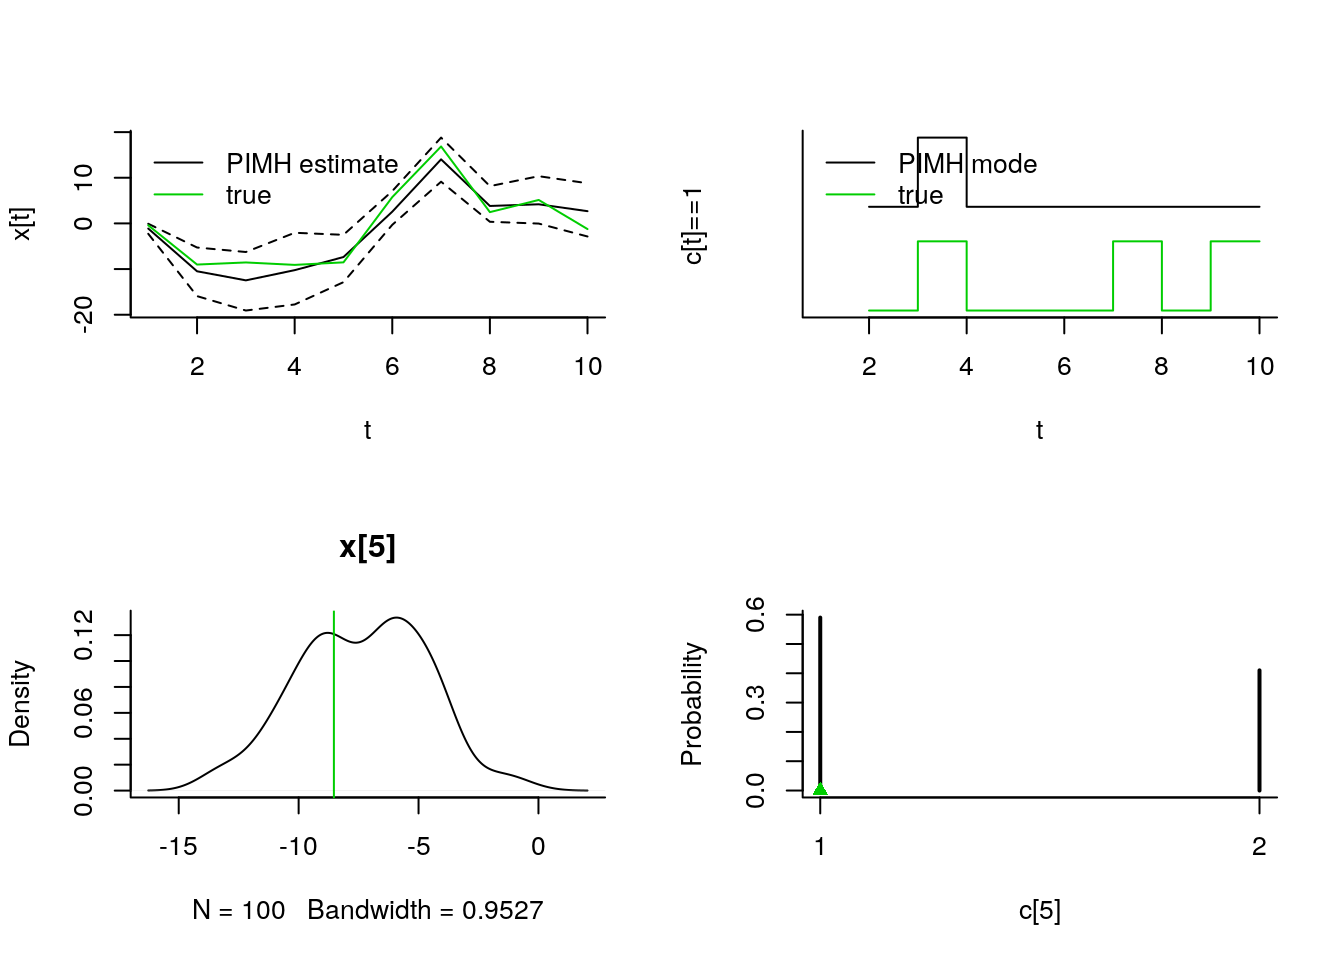 PIMH estimate
true
x[t]
10
0
-20
2 4 6 8 10
t
PIMH mode
true
c[t]==1
2 4 6 8 10
t
x[5]
Density
0.12
0.06
0.00
-15 -10 -5 0
N = 100 Bandwidth = 0.9527
Probability
0.6
0.3
0.0
1 2
c[5]